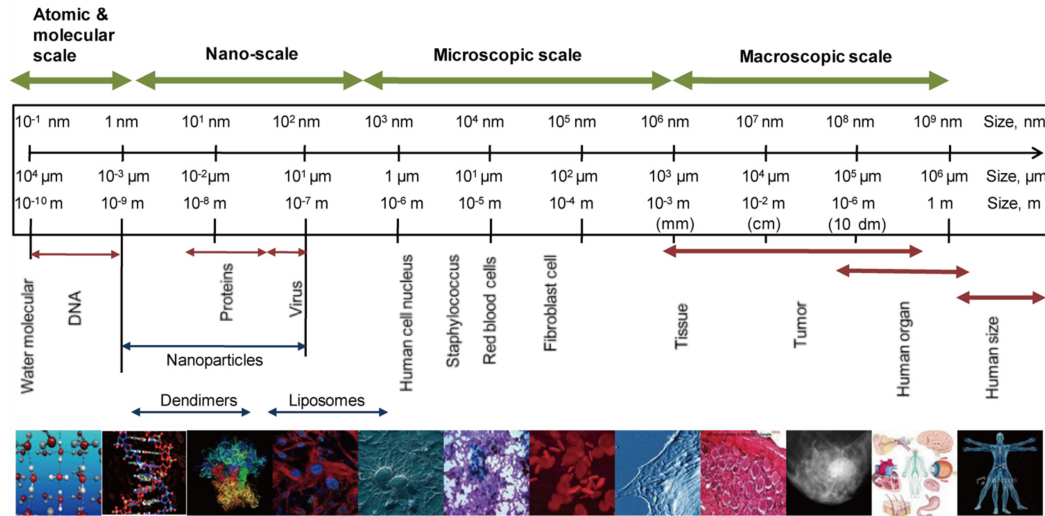 Atomic &
molecular
scale
Nano-scale
Microscopic scale
Macroscopic scale
10⁻¹ nm 1 nm 10¹ nm 10² nm 10³ nm 10⁴ nm 10⁵ nm 10⁶ nm 10⁷ nm 10⁸ nm 10⁹ nm Size, nm
10⁴ µm 10⁻³ µm 10⁻² µm 10¹ µm 1 µm 10¹ µm 10² µm 10³ µm 10⁴ µm 10⁵ µm 10⁶ µm Size, µm
10⁻¹⁰ m 10⁻⁹ m 10⁻⁸ m 10⁻⁷ m 10⁻⁶ m 10⁻⁵ m 10⁻⁴ m 10⁻³ m 10⁻² m 10⁻⁶ m 1 m Size, m
(mm) (cm) (10 dm)
Water molecular
DNA
Proteins
Virus
Human cell nucleus
Staphylococcus
Red blood cells
Fibroblast cell
Tissue
Tumor
Human organ
Human size
Nanoparticles
Dendimers
Liposomes